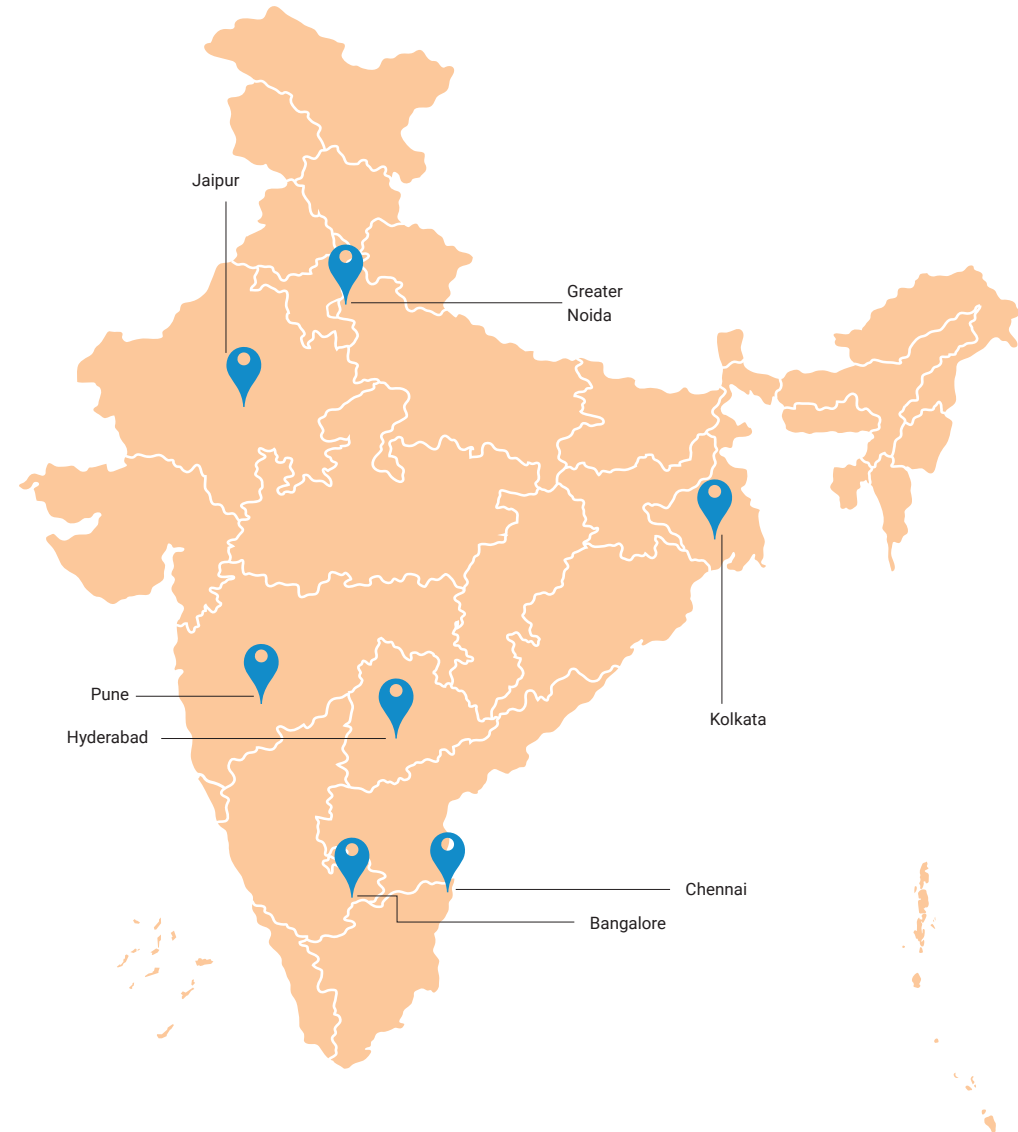 Jaipur
Greater
Noida
Pune
Kolkata
Hyderabad
Chennai
Bangalore